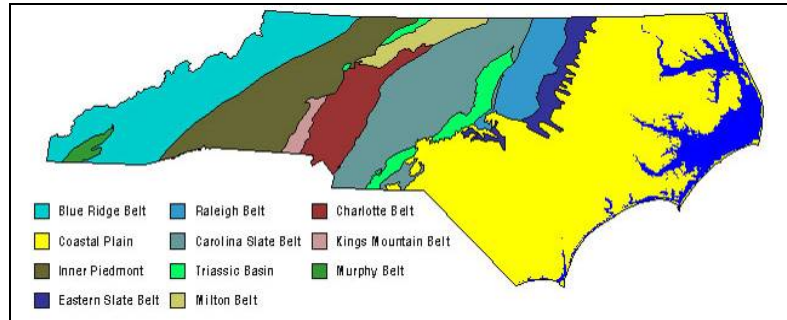 Blue Ridge Belt
Raleigh Belt
Charlotte Belt
Coastal Plain
Carolina Slate Belt
Kings Mountain Belt
Inner Piedmont
Triassic Basin
Murphy Belt
Eastern Slate Belt
Milton Belt